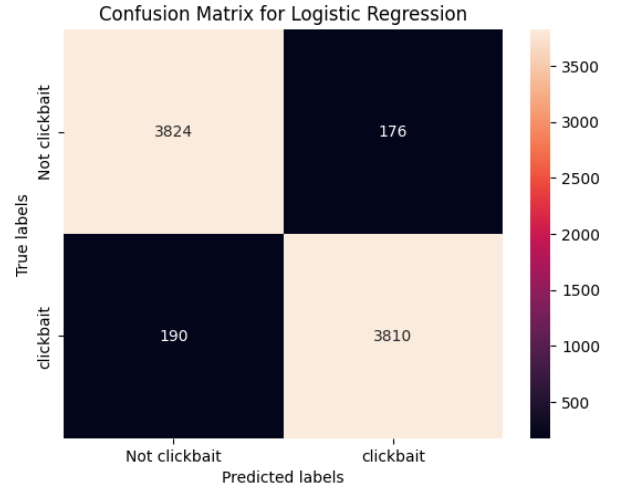 Confusion Matrix for Logistic Regression
True labels
Not clickbait
clickbait
3824 176
190 3810
Not clickbait clickbait
Predicted labels
3500
3000
2500
2000
1500
1000
500